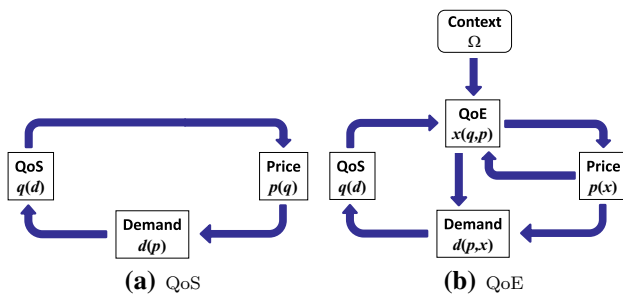 QoS
q(d)
Price
p(q)
Demand
d(p)
(a) QoS
Context
Ω
QoE
x(q,p)
QoS
q(d)
Price
p(x)
Demand
d(p,x)
(b) QoE